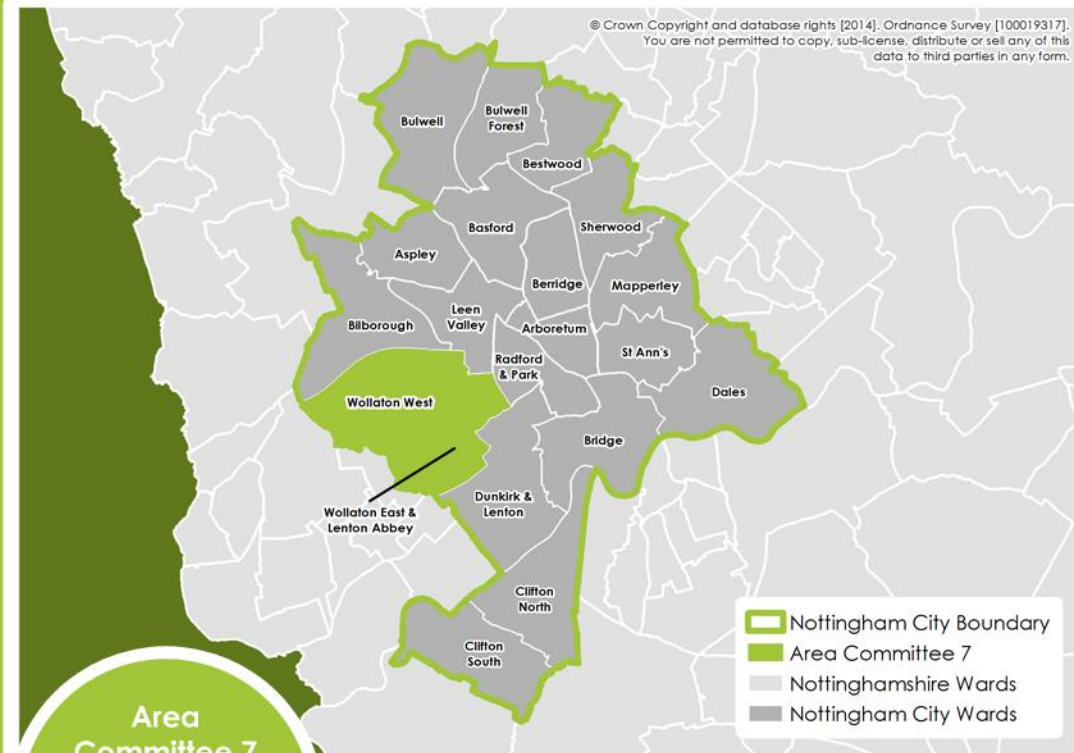 © Crown Copyright and database rights [2014]. Ordnance Survey [100019317].
You are not permitted to copy, sub-license, distribute or sell any of this
data to third parties in any form.
Bulwell
Bulwell
Forest
Bestwood
Basford
Sherwood
Aspley
Berridge
Mapperley
Leen
Valley
Bilborough
Arboretum
St Ann's
Radford
& Park
Dales
Wollaton West
Bridge
Dunkirk &
Lenton
Wollaton East &
Lenton Abbey
Clifton
North
Clifton
South
Nottingham City Boundary
Area Committee 7
Nottinghamshire Wards
Nottingham City Wards
Area
Committee 7